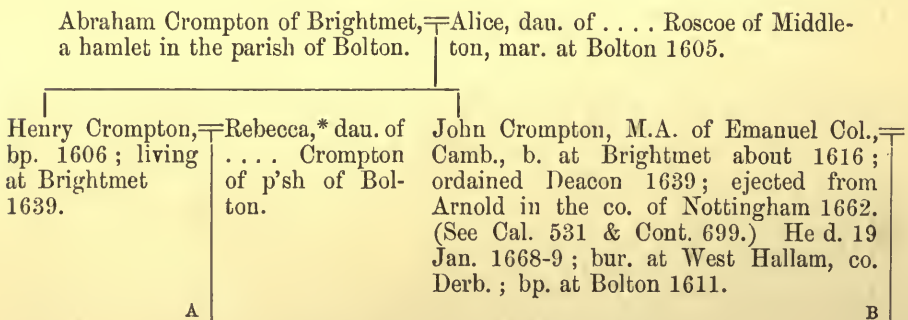 Abraham Crompton of Brightmet,
a hamlet in the parish of Bolton.
Alice, dau. of . . . . Roscoe of Middle-
ton, mar. at Bolton 1605.
Henry Crompton,
bp. 1606 ; living
at Brightmet
1639.
Rebecca,* dau. of
. . . . Crompton
of p'sh of Bol-
ton.
John Crompton, M.A. of Emanuel Col.,
Camb., b. at Brightmet about 1616 ;
ordained Deacon 1639 ; ejected from
Arnold in the co. of Nottingham 1662.
(See Cal. 531 & Cont. 699.) He d. 19
Jan. 1668-9 ; bur. at West Hallam, co.
Derb. ; bp. at Bolton 1611.
A
B